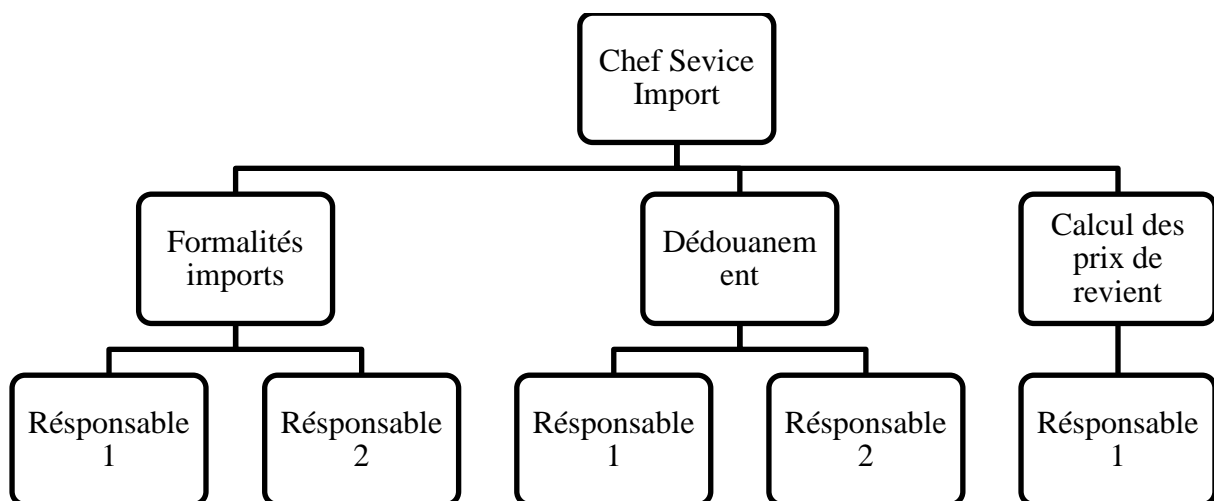 Chef Sevice
Import
Formalités
imports
Dédouanem
ent
Calcul des
prix de
revient
Résponsable
1
Résponsable
2
Résponsable
1
Résponsable
2
Résponsable
1